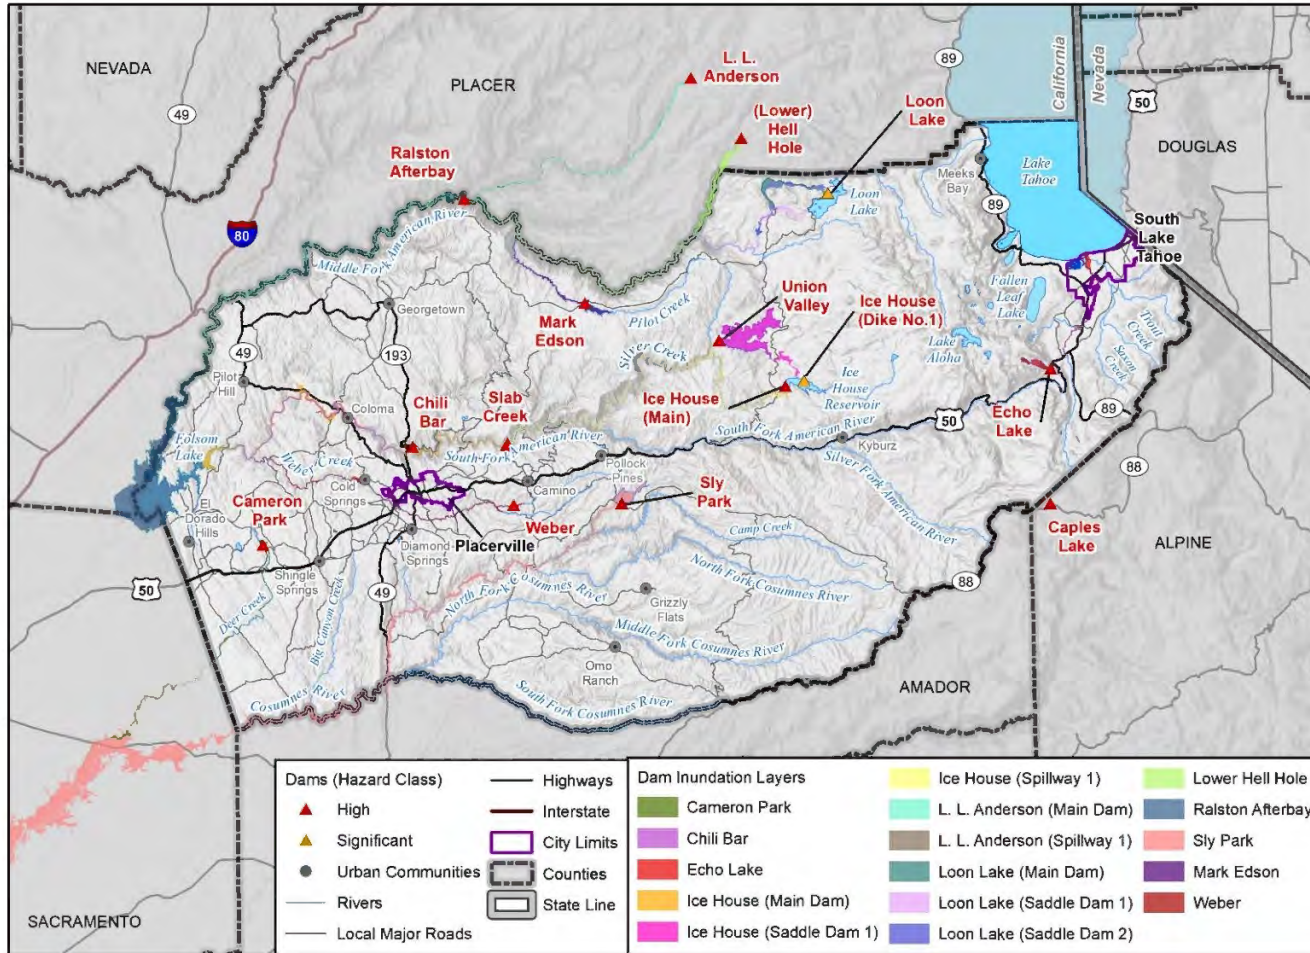 NEVADA
49
PLACER
L. L.
Anderson
(Lower)
Hell
Hole
89
Loon
Lake
California
Nevada
50
DOUGLAS
Ralston
Afterbay
80
Middle Fork American River
Loon
Lake
Meeks
Bay
89
Lake
Tahoe
South
Lake
Tahoe
Georgetown
Mark
Edson
Pilot Creek
Union
Valley
Ice House
(Dike No.1)
Fallen
Leaf
Lake
Lake
Aloha
Trout
Creek
Saxon
Creek
49
193
Silver Creek
Pilot
Hill
Coloma
Chili
Bar
Slab
Creek
Ice House
(Main)
Ice
House
Reservoir
Echo
Lake
89
South Fork American River
50
Kyburz
88
Folsom
Lake
Weber Creek
South Fork American River
Pollock
Pines
Silver Fork American River
El
Dorado
Hills
Cameron
Park
Cold
Springs
Camino
Sly
Park
Weber
Placerville
Diamond
Springs
Camp Creek
Caples
Lake
ALPINE
50
Shingle
Springs
49
North Fork Cosumnes River
North Fork
Cosumnes River
88
Deer Creek
Big Canyon Creek
Grizzly
Flats
Middle Fork Cosumnes River
Omo
Ranch
Cosumnes River
South Fork Cosumnes River
AMADOR
SACRAMENTO
Dams (Hazard Class)
High
Significant
Urban Communities
Rivers
Local Major Roads
Highways
Interstate
City Limits
Counties
State Line
Dam Inundation Layers
Cameron Park
Chili Bar
Echo Lake
Ice House (Main Dam)
Ice House (Saddle Dam 1)
Ice House (Spillway 1)
L. L. Anderson (Main Dam)
L. L. Anderson (Spillway 1)
Loon Lake (Main Dam)
Loon Lake (Saddle Dam 1)
Loon Lake (Saddle Dam 2)
Lower Hell Hole
Ralston Afterbay
Sly Park
Mark Edson
Weber